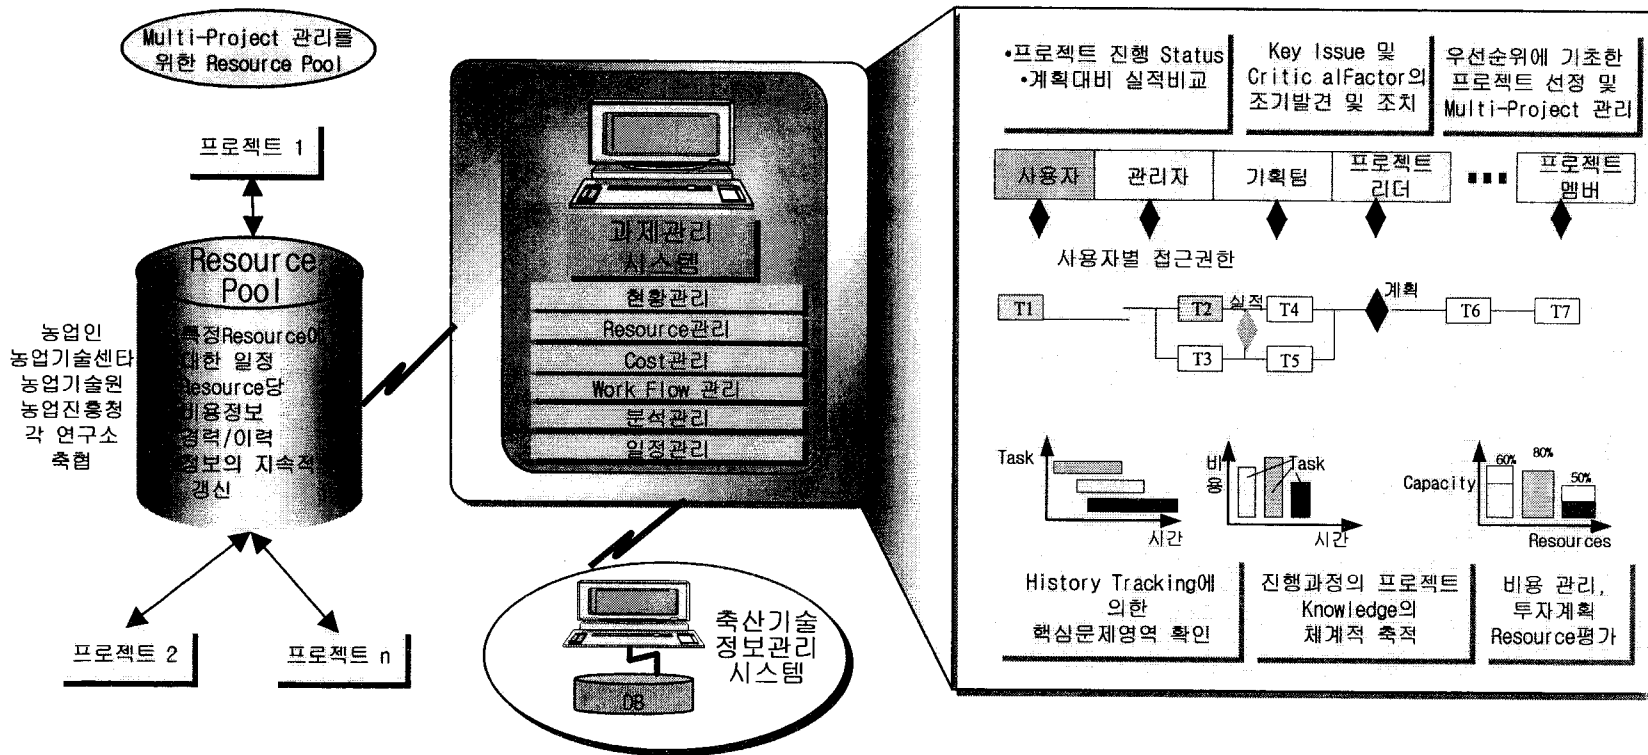 Multi-Project 관리를
위한 Resource Pool
프로젝트 1
Resource
Pool
농업인
농업기술센타
농업기술원
농업진흥청
각 연구소
축협
특정Resource에
대한 일정
Resource당
비용정보
경력/이력
정보의 지속적
갱신
프로젝트 2
프로젝트 n
과제관리
시스템
현황관리
Resource관리
Cost관리
Work Flow 관리
분석관리
일정관리
축산기술
정보관리
시스템
DB
•프로젝트 진행 Status
•계획대비 실적비교
Key Issue 및
Critic alFactor의
조기발견 및 조치
우선순위에 기초한
프로젝트 선정 및
Multi-Project 관리
사용자
관리자
기획팀
프로젝트
리더
프로젝트
멤버
사용자별 접근권한
T1
T2
실적
T4
계획
T6
T7
T3
T5
Task
시간
비
용
Task
시간
Capacity
60%
80%
50%
Resources
History Tracking에
의한
핵심문제영역 확인
진행과정의 프로젝트
Knowledge의
체계적 축적
비용 관리,
투자계획
Resource평가